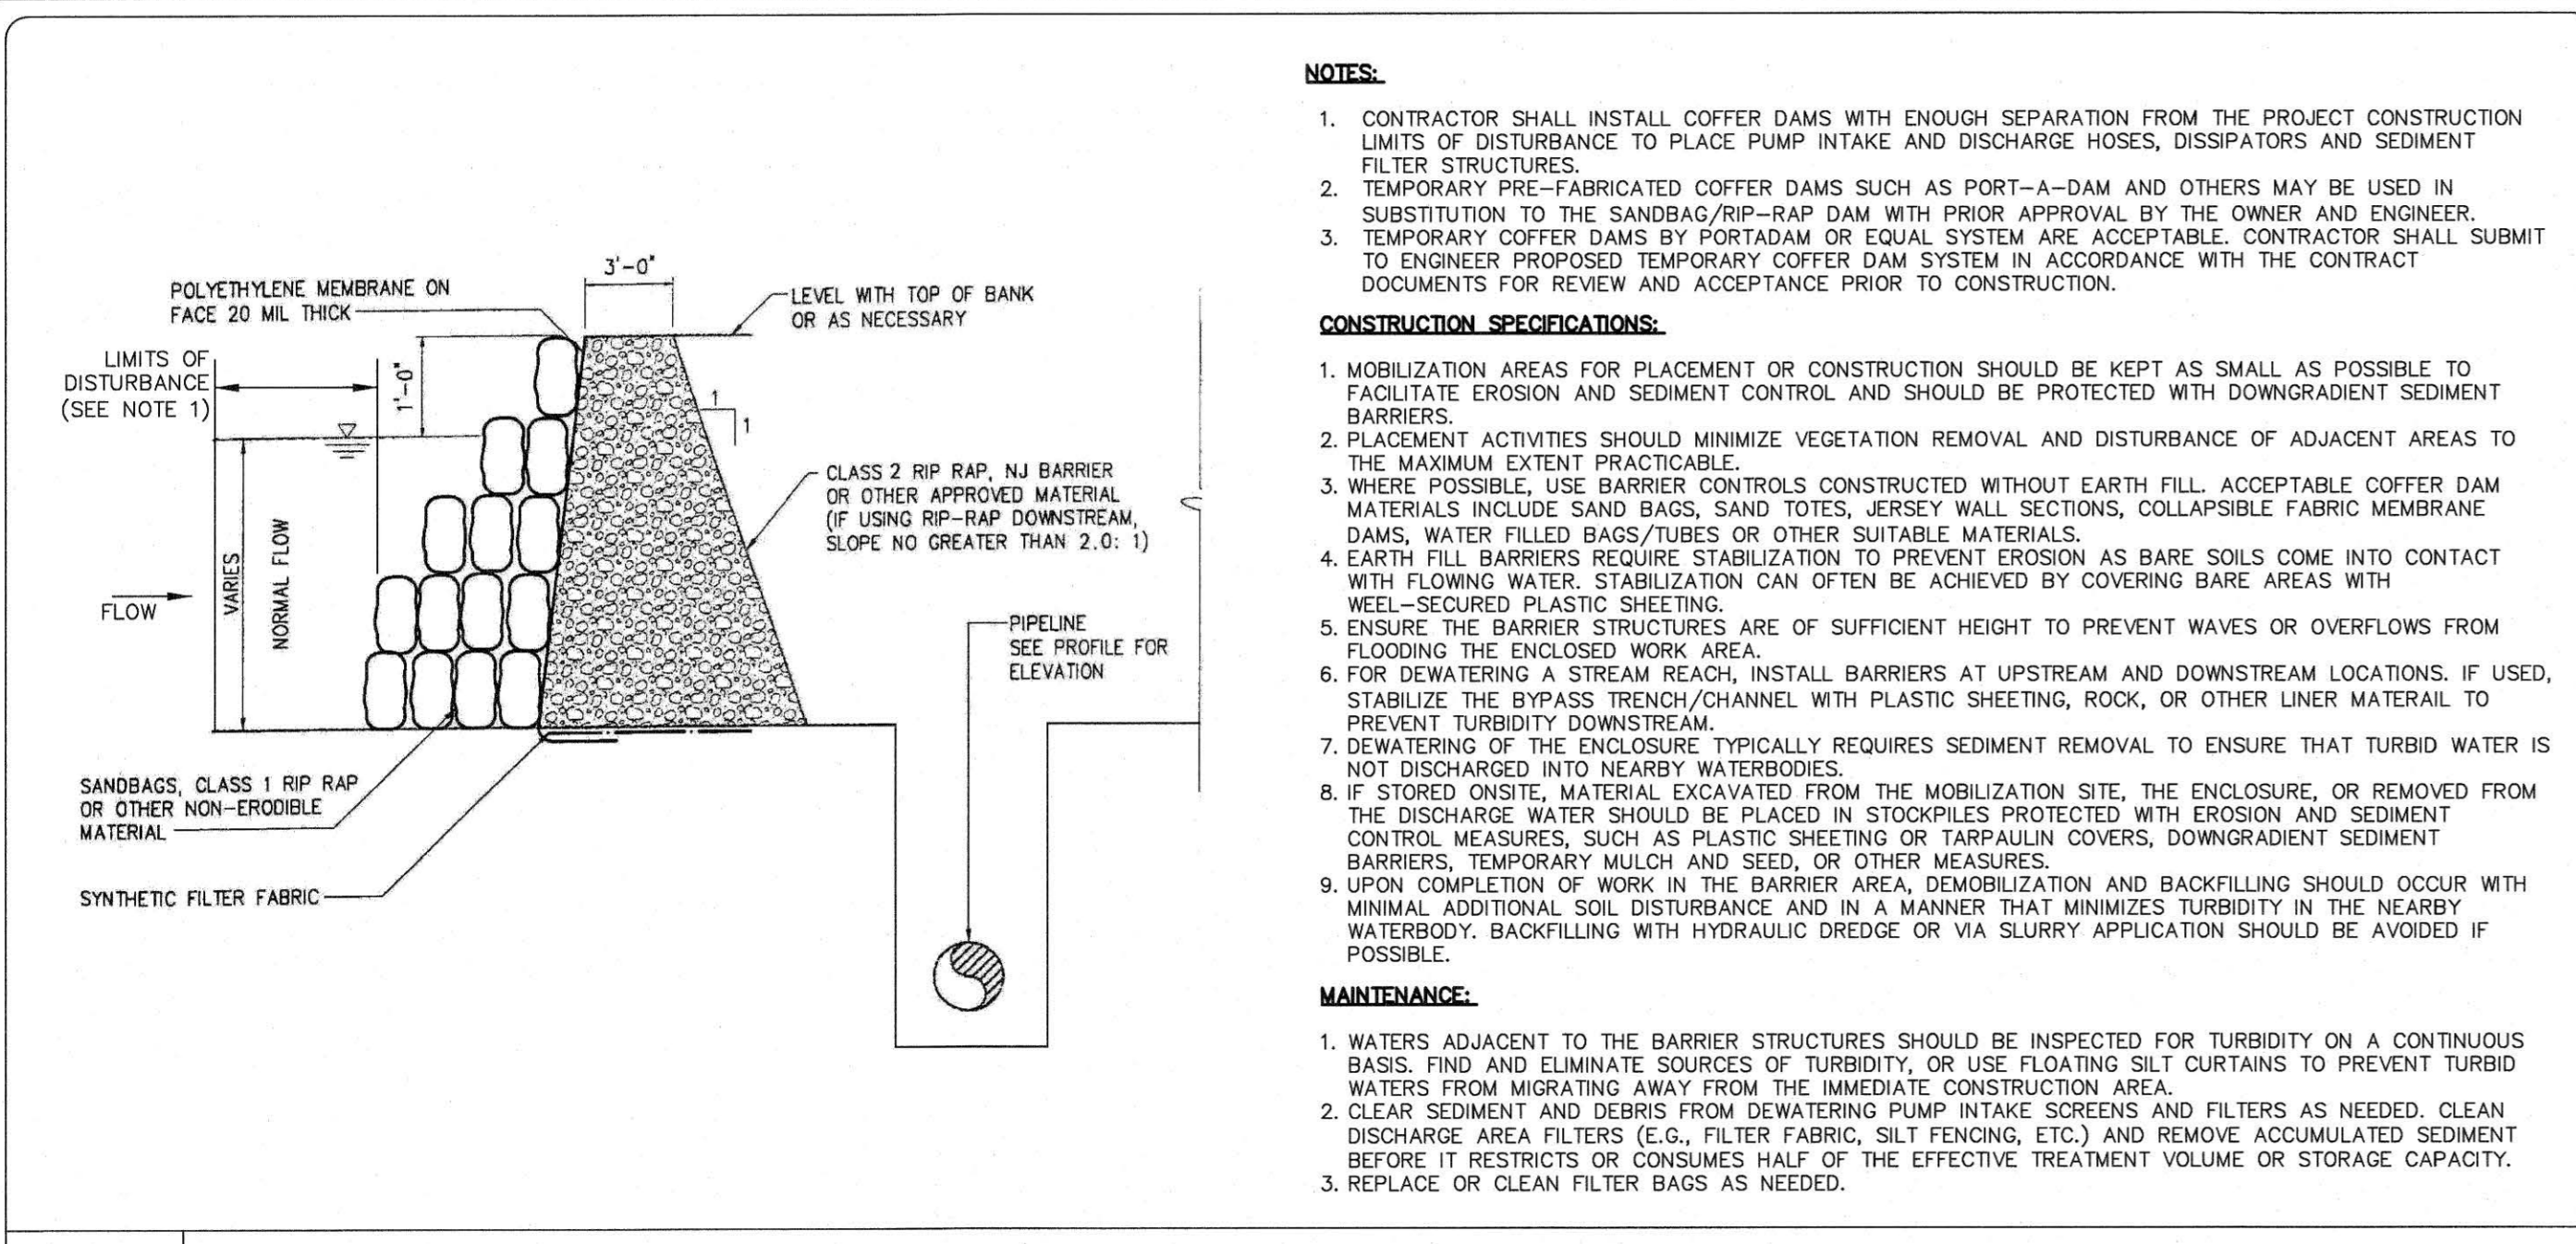 POLYETHYLENE MEMBRANE ON
FACE 20 MIL THICK
3'-0"
LEVEL WITH TOP OF BANK
OR AS NECESSARY
LIMITS OF
DISTURBANCE
(SEE NOTE 1)
1'-0"
1
1
CLASS 2 RIP RAP, NJ BARRIER
OR OTHER APPROVED MATERIAL
(IF USING RIP-RAP DOWNSTREAM,
SLOPE NO GREATER THAN 2.0: 1)
VARIES
NORMAL FLOW
FLOW
PIPELINE
SEE PROFILE FOR
ELEVATION
SANDBAGS, CLASS 1 RIP RAP
OR OTHER NON-ERODIBLE
MATERIAL
SYNTHETIC FILTER FABRIC
NOTES:
1. CONTRACTOR SHALL INSTALL COFFER DAMS WITH ENOUGH SEPARATION FROM THE PROJECT CONSTRUCTION
LIMITS OF DISTURBANCE TO PLACE PUMP INTAKE AND DISCHARGE HOSES, DISSIPATORS AND SEDIMENT
FILTER STRUCTURES.
2. TEMPORARY PRE-FABRICATED COFFER DAMS SUCH AS PORT-A-DAM AND OTHERS MAY BE USED IN
SUBSTITUTION TO THE SANDBAG/RIP-RAP DAM WITH PRIOR APPROVAL BY THE OWNER AND ENGINEER.
3. TEMPORARY COFFER DAMS BY PORTADAM OR EQUAL SYSTEM ARE ACCEPTABLE. CONTRACTOR SHALL SUBMIT
TO ENGINEER PROPOSED TEMPORARY COFFER DAM SYSTEM IN ACCORDANCE WITH THE CONTRACT
DOCUMENTS FOR REVIEW AND ACCEPTANCE PRIOR TO CONSTRUCTION.
CONSTRUCTION SPECIFICATIONS:
1. MOBILIZATION AREAS FOR PLACEMENT OR CONSTRUCTION SHOULD BE KEPT AS SMALL AS POSSIBLE TO
FACILITATE EROSION AND SEDIMENT CONTROL AND SHOULD BE PROTECTED WITH DOWNGRADIENT SEDIMENT
BARRIERS.
2. PLACEMENT ACTIVITIES SHOULD MINIMIZE VEGETATION REMOVAL AND DISTURBANCE OF ADJACENT AREAS TO
THE MAXIMUM EXTENT PRACTICABLE.
3. WHERE POSSIBLE, USE BARRIER CONTROLS CONSTRUCTED WITHOUT EARTH FILL. ACCEPTABLE COFFER DAM
MATERIALS INCLUDE SAND BAGS, SAND TOTES, JERSEY WALL SECTIONS, COLLAPSIBLE FABRIC MEMBRANE
DAMS, WATER FILLED BAGS/TUBES OR OTHER SUITABLE MATERIALS.
4. EARTH FILL BARRIERS REQUIRE STABILIZATION TO PREVENT EROSION AS BARE SOILS COME INTO CONTACT
WITH FLOWING WATER. STABILIZATION CAN OFTEN BE ACHIEVED BY COVERING BARE AREAS WITH
WEEL-SECURED PLASTIC SHEETING.
5. ENSURE THE BARRIER STRUCTURES ARE OF SUFFICIENT HEIGHT TO PREVENT WAVES OR OVERFLOWS FROM
FLOODING THE ENCLOSED WORK AREA.
6. FOR DEWATERING A STREAM REACH, INSTALL BARRIERS AT UPSTREAM AND DOWNSTREAM LOCATIONS. IF USED,
STABILIZE THE BYPASS TRENCH/CHANNEL WITH PLASTIC SHEETING, ROCK, OR OTHER LINER MATERAIL TO
PREVENT TURBIDITY DOWNSTREAM.
7. DEWATERING OF THE ENCLOSURE TYPICALLY REQUIRES SEDIMENT REMOVAL TO ENSURE THAT TURBID WATER IS
NOT DISCHARGED INTO NEARBY WATERBODIES.
8. IF STORED ONSITE, MATERIAL EXCAVATED FROM THE MOBILIZATION SITE, THE ENCLOSURE, OR REMOVED FROM
THE DISCHARGE WATER SHOULD BE PLACED IN STOCKPILES PROTECTED WITH EROSION AND SEDIMENT
CONTROL MEASURES, SUCH AS PLASTIC SHEETING OR TARPAULIN COVERS, DOWNGRADIENT SEDIMENT
BARRIERS, TEMPORARY MULCH AND SEED, OR OTHER MEASURES.
9. UPON COMPLETION OF WORK IN THE BARRIER AREA, DEMOBILIZATION AND BACKFILLING SHOULD OCCUR WITH
MINIMAL ADDITIONAL SOIL DISTURBANCE AND IN A MANNER THAT MINIMIZES TURBIDITY IN THE NEARBY
WATERBODY. BACKFILLING WITH HYDRAULIC DREDGE OR VIA SLURRY APPLICATION SHOULD BE AVOIDED IF
POSSIBLE.
MAINTENANCE:
1. WATERS ADJACENT TO THE BARRIER STRUCTURES SHOULD BE INSPECTED FOR TURBIDITY ON A CONTINUOUS
BASIS. FIND AND ELIMINATE SOURCES OF TURBIDITY, OR USE FLOATING SILT CURTAINS TO PREVENT TURBID
WATERS FROM MIGRATING AWAY FROM THE IMMEDIATE CONSTRUCTION AREA.
2. CLEAR SEDIMENT AND DEBRIS FROM DEWATERING PUMP INTAKE SCREENS AND FILTERS AS NEEDED. CLEAN
DISCHARGE AREA FILTERS (E.G., FILTER FABRIC, SILT FENCING, ETC.) AND REMOVE ACCUMULATED SEDIMENT
BEFORE IT RESTRICTS OR CONSUMES HALF OF THE EFFECTIVE TREATMENT VOLUME OR STORAGE CAPACITY.
3. REPLACE OR CLEAN FILTER BAGS AS NEEDED.